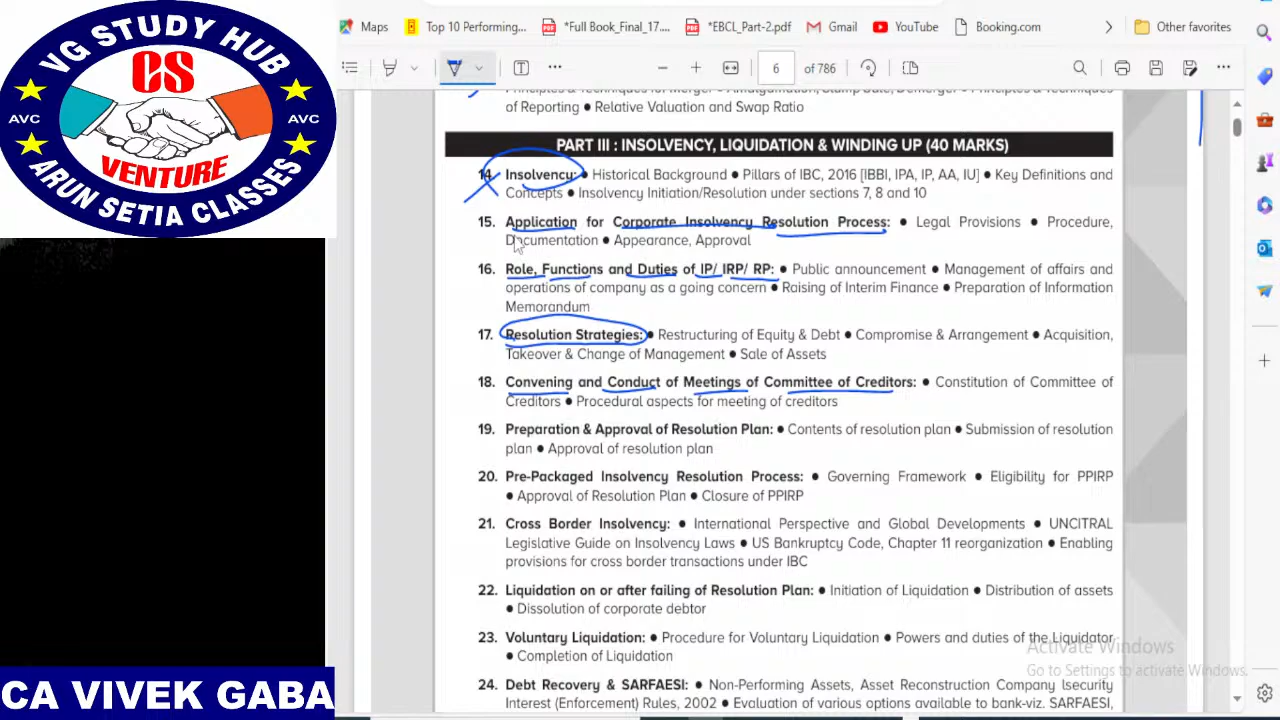 VG STUDY HUB
CS
AVC
AVC
VENTURE
ARUN SETIA CLASSES
CA VIVEK GABA
Maps
Top 10 Performing...
*Full Book_Final_17....
*EBCL_Part-2.pdf
Gmail
YouTube
Booking.com
Other favorites
6 of 786
Principles & Techniques for Merger • Amalgamation, Slump Sale, Demerger • Principles & Techniques
of Reporting • Relative Valuation and Swap Ratio
PART III : INSOLVENCY, LIQUIDATION & WINDING UP (40 MARKS)
14. Insolvency: • Historical Background • Pillars of IBC, 2016 [IBBI, IPA, IP, AA, IU] • Key Definitions and
Concepts • Insolvency Initiation/Resolution under sections 7, 8 and 10
15. Application for Corporate Insolvency Resolution Process: • Legal Provisions • Procedure,
Documentation • Appearance, Approval
16. Role, Functions and Duties of IP/ IRP/ RP: • Public announcement • Management of affairs and
operations of company as a going concern • Raising of Interim Finance • Preparation of Information
Memorandum
17. Resolution Strategies: • Restructuring of Equity & Debt • Compromise & Arrangement • Acquisition,
Takeover & Change of Management • Sale of Assets
18. Convening and Conduct of Meetings of Committee of Creditors: • Constitution of Committee of
Creditors • Procedural aspects for meeting of creditors
19. Preparation & Approval of Resolution Plan: • Contents of resolution plan • Submission of resolution
plan • Approval of resolution plan
20. Pre-Packaged Insolvency Resolution Process: • Governing Framework • Eligibility for PPIRP
• Approval of Resolution Plan • Closure of PPIRP
21. Cross Border Insolvency: • International Perspective and Global Developments • UNCITRAL
Legislative Guide on Insolvency Laws • US Bankruptcy Code, Chapter 11 reorganization • Enabling
provisions for cross border transactions under IBC
22. Liquidation on or after failing of Resolution Plan: • Initiation of Liquidation • Distribution of assets
• Dissolution of corporate debtor
23. Voluntary Liquidation: • Procedure for Voluntary Liquidation • Powers and duties of the Liquidator
• Completion of Liquidation
24. Debt Recovery & SARFAESI: • Non-Performing Assets, Asset Reconstruction Company lsecurity
Interest (Enforcement) Rules, 2002 • Evaluation of various options available to bank-viz. SARFAESI,
Activate Windows
Go to Settings to activate Windows.